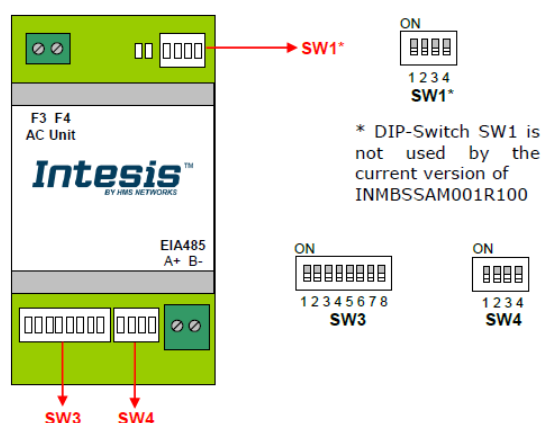 ON
SW1*
1 2 3 4
SW1*
F3 F4
AC Unit
* DIP-Switch SW1 is
not used by the
current version of
INMBSSAM001R100
Intesis™
BY HMS NETWORKS
EIA485
A+ B-
ON
ON
1 2 3 4 5 6 7 8
1 2 3 4
SW3
SW4
SW3
SW4